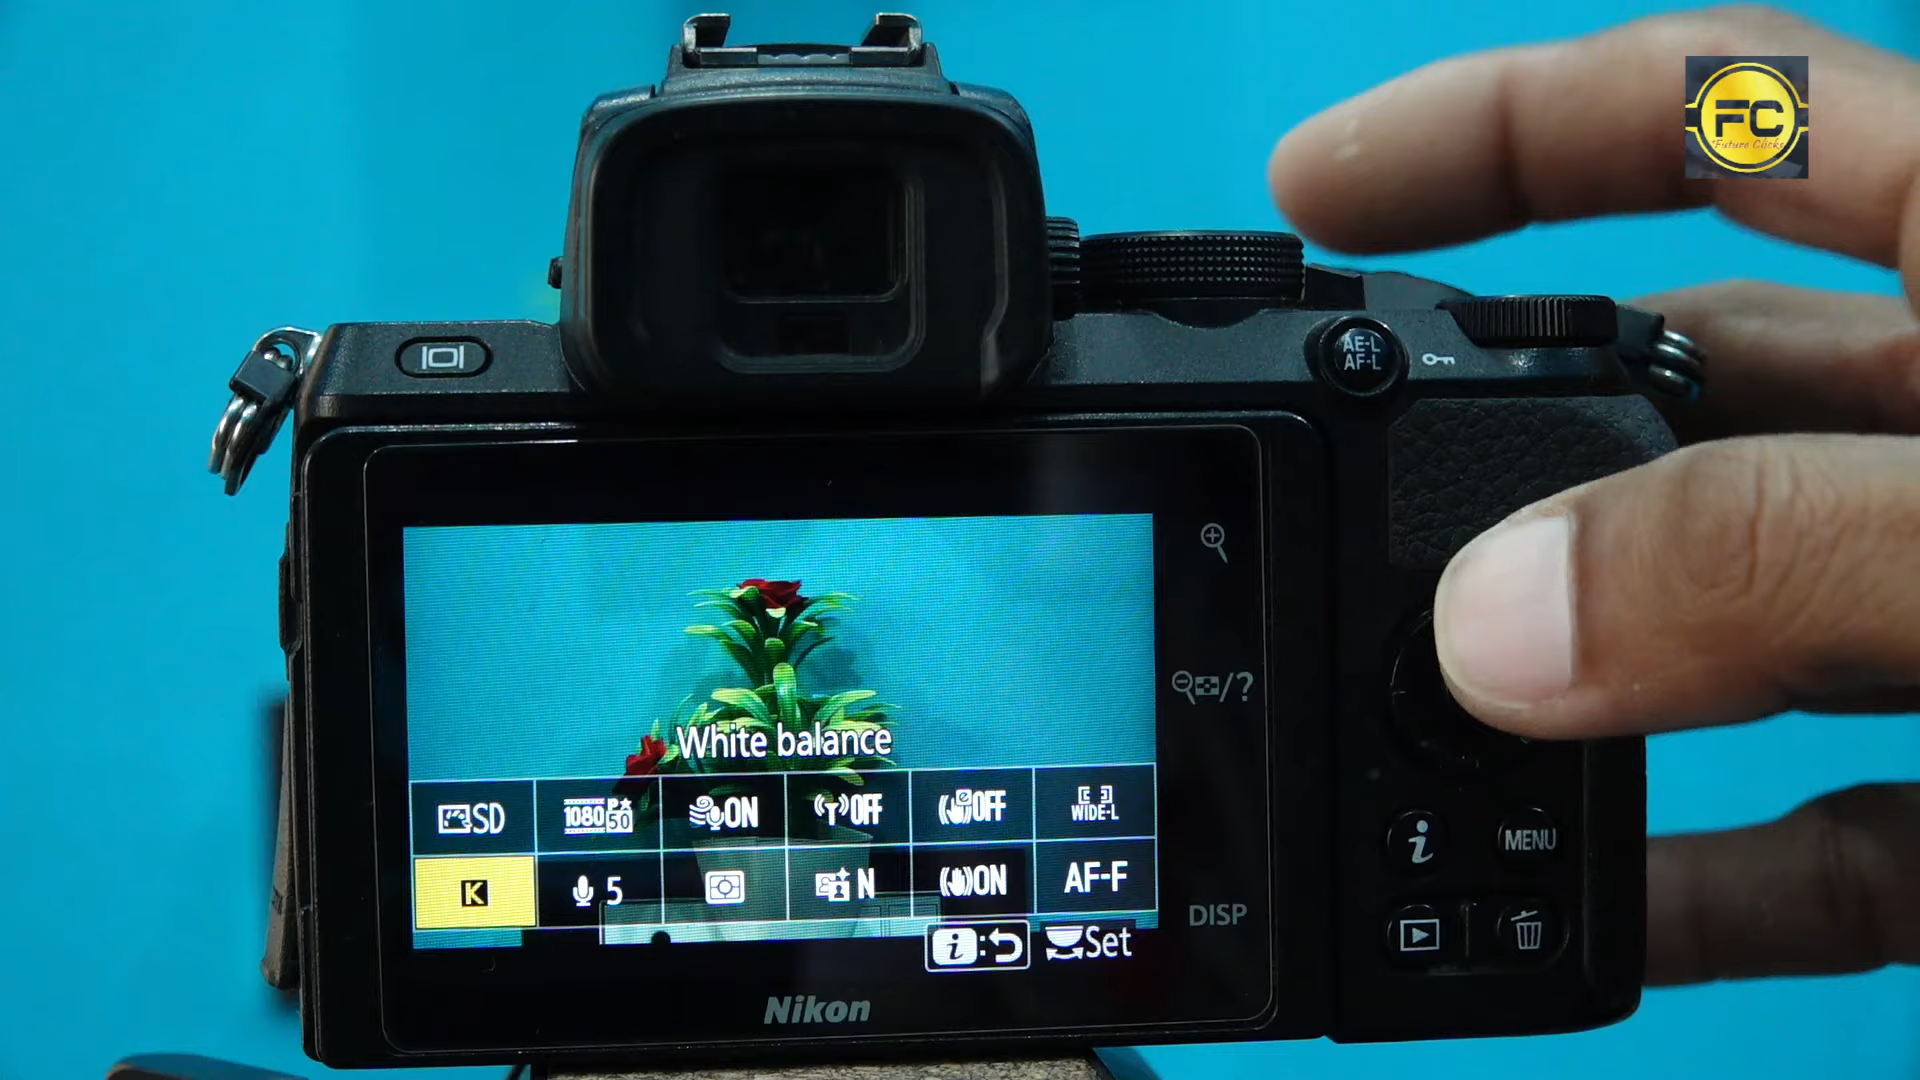 FC
Future Clicks
AE-L
AF-L
White balance
SD
1080 P★ 50
ON
OFF
OFF
WIDE-L
K
5
N
ON
AF-F
i
Set
/?
DISP
i
MENU
Nikon